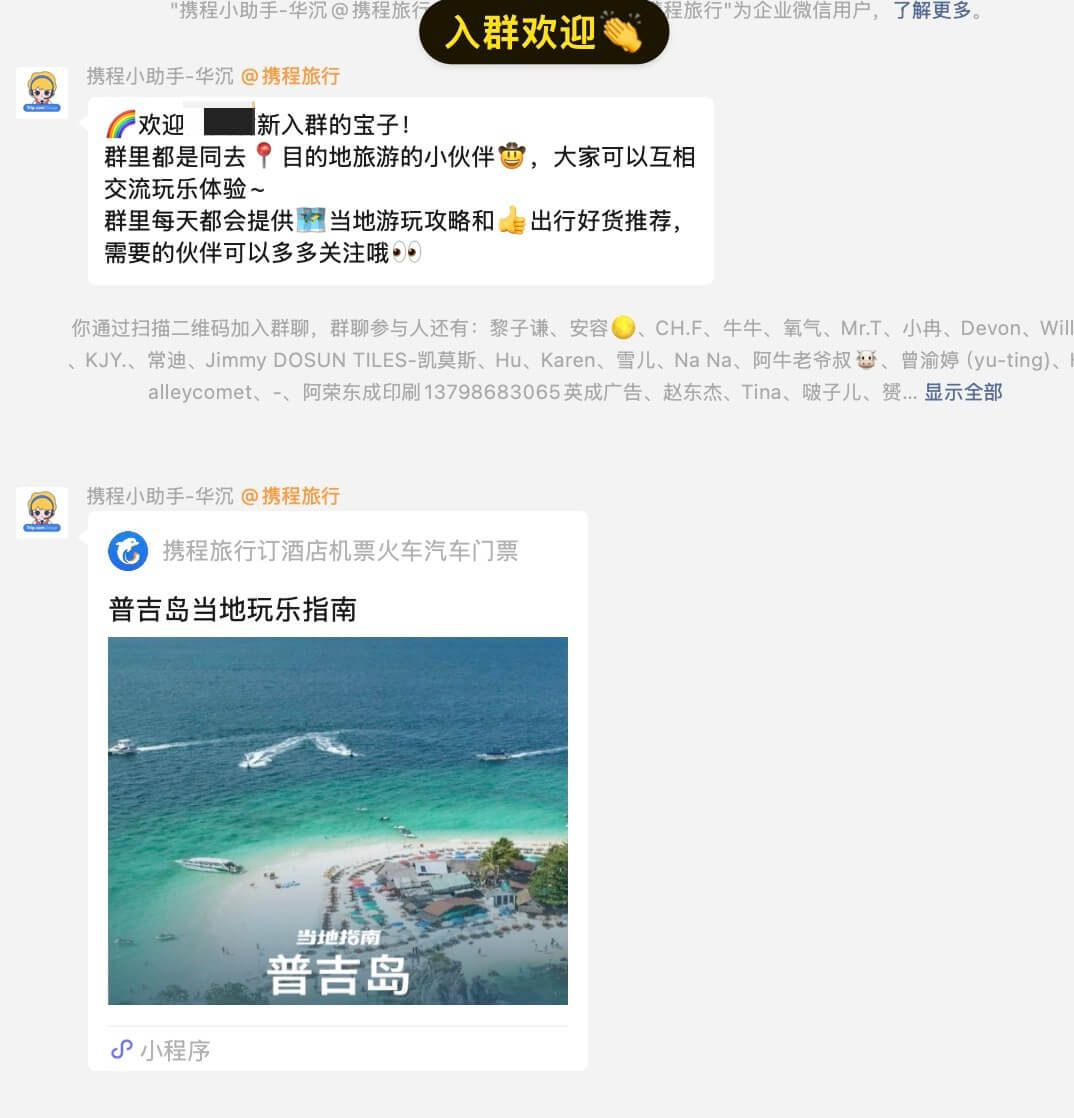 "携程小助手-华沉@携程旅行
程旅行"为企业微信用户，了解更多。
入群欢迎👏
携程小助手-华沉 @携程旅行
🌈欢迎 新入群的宝子！
群里都是同去📍目的地旅游的小伙伴🤠，大家可以互相
交流玩乐体验~
群里每天都会提供🗺️当地游玩攻略和👍出行好货推荐，
需要的伙伴可以多多关注哦👀
你通过扫描二维码加入群聊，群聊参与人还有：黎子谦、安容🌕、CH.F、牛牛、氧气、Mr.T、小冉、Devon、Will
、KJY.、常迪、Jimmy DOSUN TILES-凯莫斯、Hu、Karen、雪儿、Na Na、阿牛老爷叔🐮、曾渝婷 (yu-ting)、
alleycomet、-、阿荣东成印刷13798683065英成广告、赵东杰、Tina、啵子儿、赟... 显示全部
携程小助手-华沉 @携程旅行
携程旅行订酒店机票火车汽车门票
普吉岛当地玩乐指南
当地指南
普吉岛
小程序